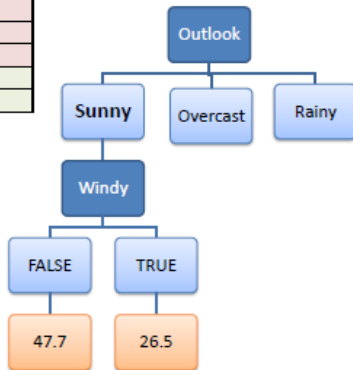 Outlook
Sunny
Overcast
Rainy
Windy
FALSE
TRUE
47.7
26.5